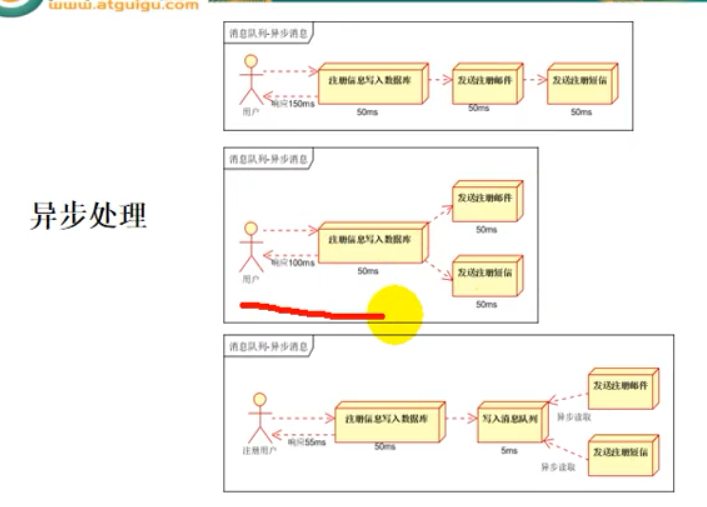 www.atguigu.com
异步处理
消息队列-异步消息
注册信息写入数据库
发送注册邮件
发送注册短信
响应150ms
用户
50ms
50ms
50ms
消息队列-异步消息
发送注册邮件
50ms
注册信息写入数据库
响应100ms
50ms
用户
发送注册短信
50ms
消息队列-异步消息
发送注册邮件
注册信息写入数据库
写入消息队列
异步读取
响应55ms
注册用户
50ms
5ms
发送注册短信
异步读取